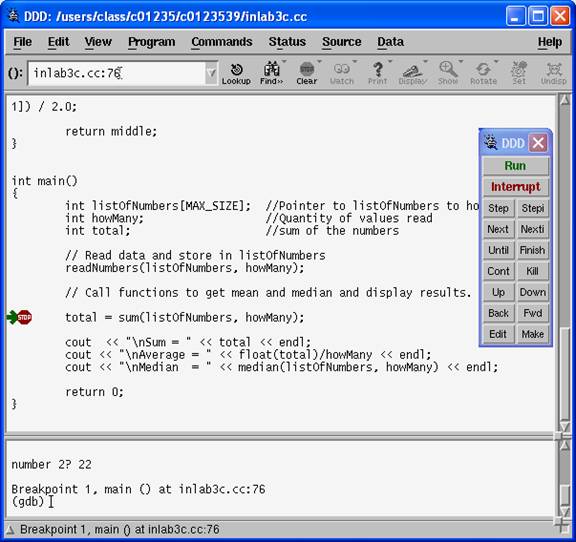 DDD: /users/class/c01235/c0123539/inlab3c.cc
File Edit View Program Commands Status Source Data Help
(): inlab3c.cc:76 Lookup Find>> Clear Watch Print Display Show Rotate Set Undisp
1]) / 2.0;
return middle;
}
int main()
{
int listOfNumbers[MAX_SIZE]; //Pointer to listOfNumbers to ho
int howMany; //Quantity of values read
int total; //sum of the numbers
// Read data and store in listOfNumbers
readNumbers(listOfNumbers, howMany);
// Call functions to get mean and median and display results.
STOP total = sum(listOfNumbers, howMany);
cout << "\nSum = " << total << endl;
cout << "\nAverage = " << float(total)/howMany << endl;
cout << "\nMedian = " << median(listOfNumbers, howMany) << endl;
return 0;
}
DDD
Run
Interrupt
Step Stepi
Next Nexti
Until Finish
Cont Kill
Up Down
Back Fwd
Edit Make
number 2? 22
Breakpoint 1, main () at inlab3c.cc:76
(gdb)
Breakpoint 1, main () at inlab3c.cc:76